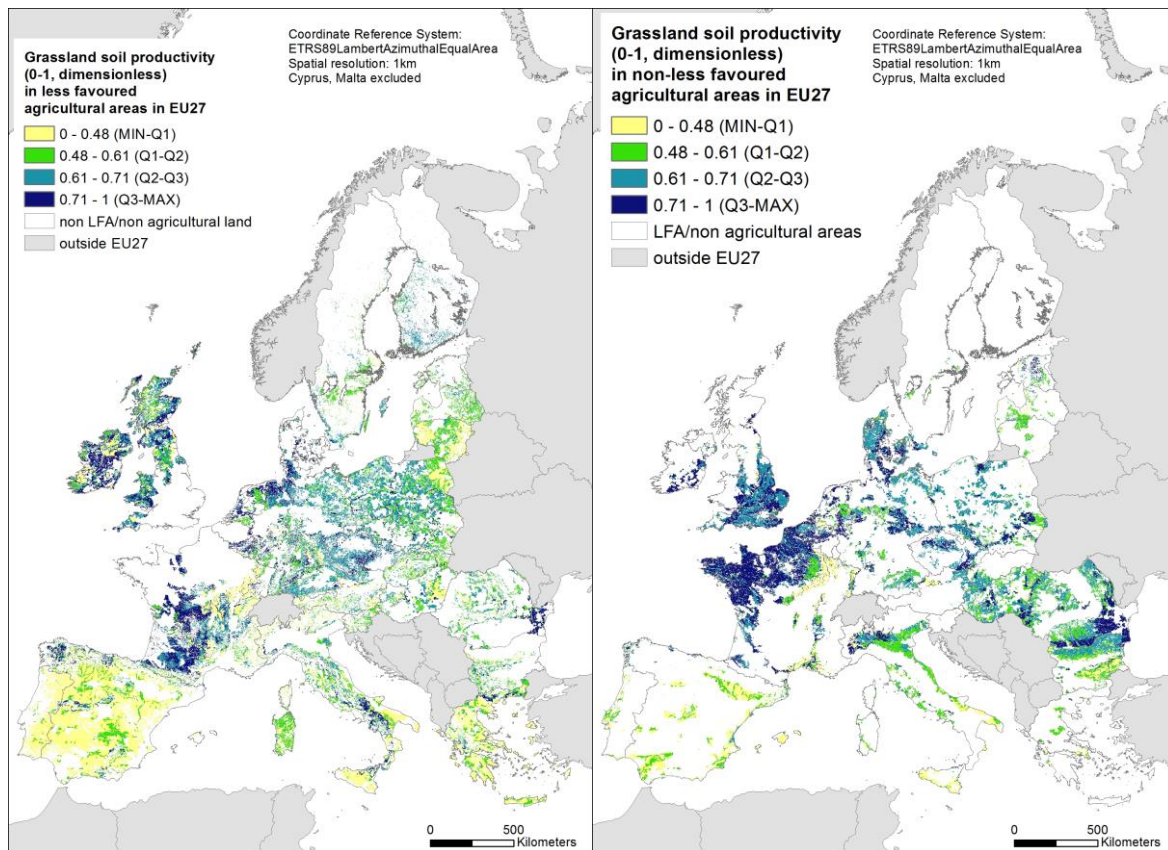 Grassland soil productivity
(0-1, dimensionless)
in less favoured
agricultural areas in EU27
0 - 0.48 (MIN-Q1)
0.48 - 0.61 (Q1-Q2)
0.61 - 0.71 (Q2-Q3)
0.71 - 1 (Q3-MAX)
non LFA/non agricultural land
outside EU27
Coordinate Reference System:
ETRS89LambertAzimuthalEqualArea
Spatial resolution: 1km
Cyprus, Malta excluded
0 500
Kilometers
Grassland soil productivity
(0-1, dimensionless)
in non-less favoured
agricultural areas in EU27
0 - 0.48 (MIN-Q1)
0.48 - 0.61 (Q1-Q2)
0.61 - 0.71 (Q2-Q3)
0.71 - 1 (Q3-MAX)
LFA/non agricultural areas
outside EU27
Coordinate Reference System:
ETRS89LambertAzimuthalEqualArea
Spatial resolution: 1km
Cyprus, Malta excluded
0 500
Kilometers